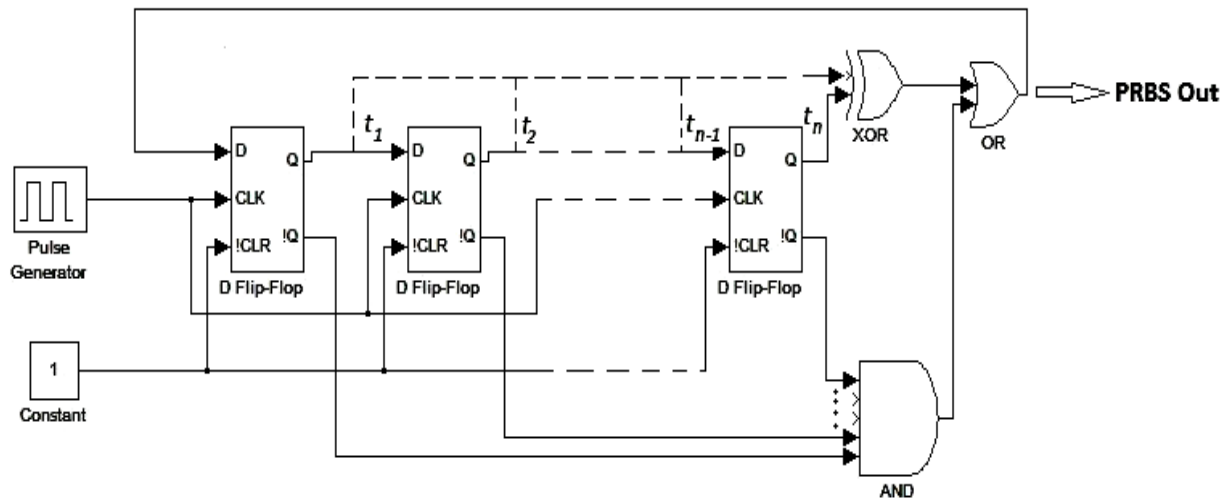 t1
t2
tn-1
tn
XOR
OR
PRBS Out
D
Q
CLK
!CLR
!Q
D Flip-Flop
D
Q
CLK
!CLR
!Q
D Flip-Flop
D
Q
CLK
!CLR
!Q
D Flip-Flop
Pulse
Generator
1
Constant
AND